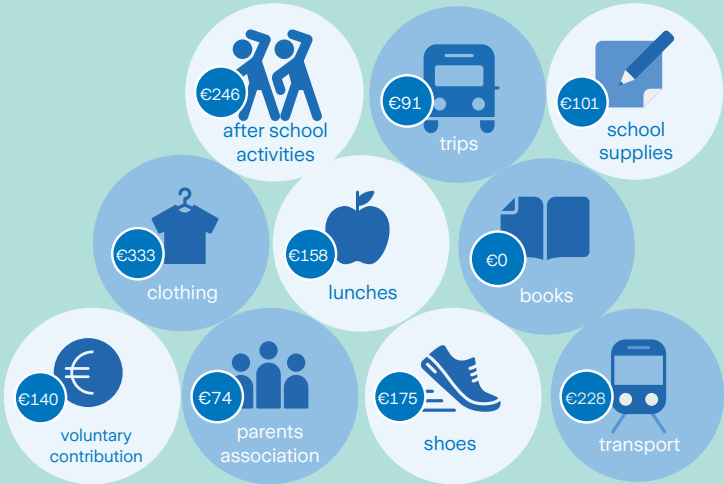 €246
after school
activities
€91
trips
€101
school
supplies
€333
clothing
€158
lunches
€0
books
€140
voluntary
contribution
€74
parents
association
€175
shoes
€228
transport